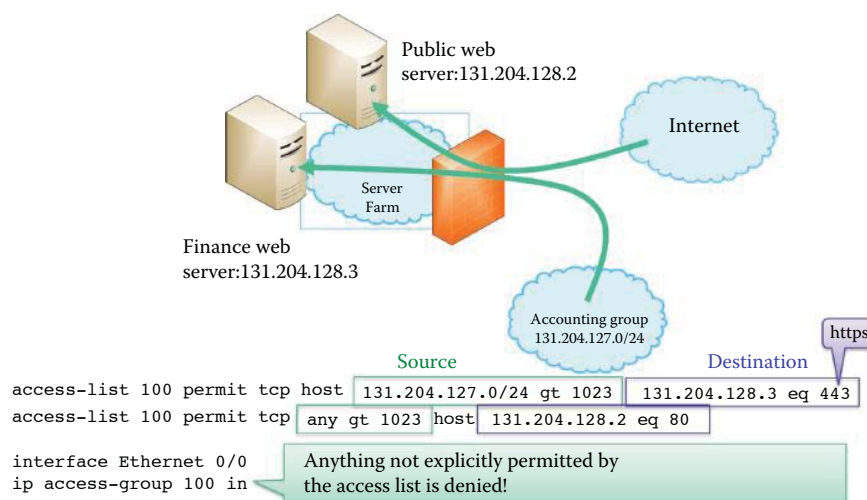 Public web
server:131.204.128.2
Internet
Server
Farm
Finance web
server:131.204.128.3
Accounting group
131.204.127.0/24
https
Source
Destination
access-list 100 permit tcp host 131.204.127.0/24 gt 1023 131.204.128.3 eq 443
access-list 100 permit tcp any gt 1023 host 131.204.128.2 eq 80
interface Ethernet 0/0
ip access-group 100 in
Anything not explicitly permitted by
the access list is denied!